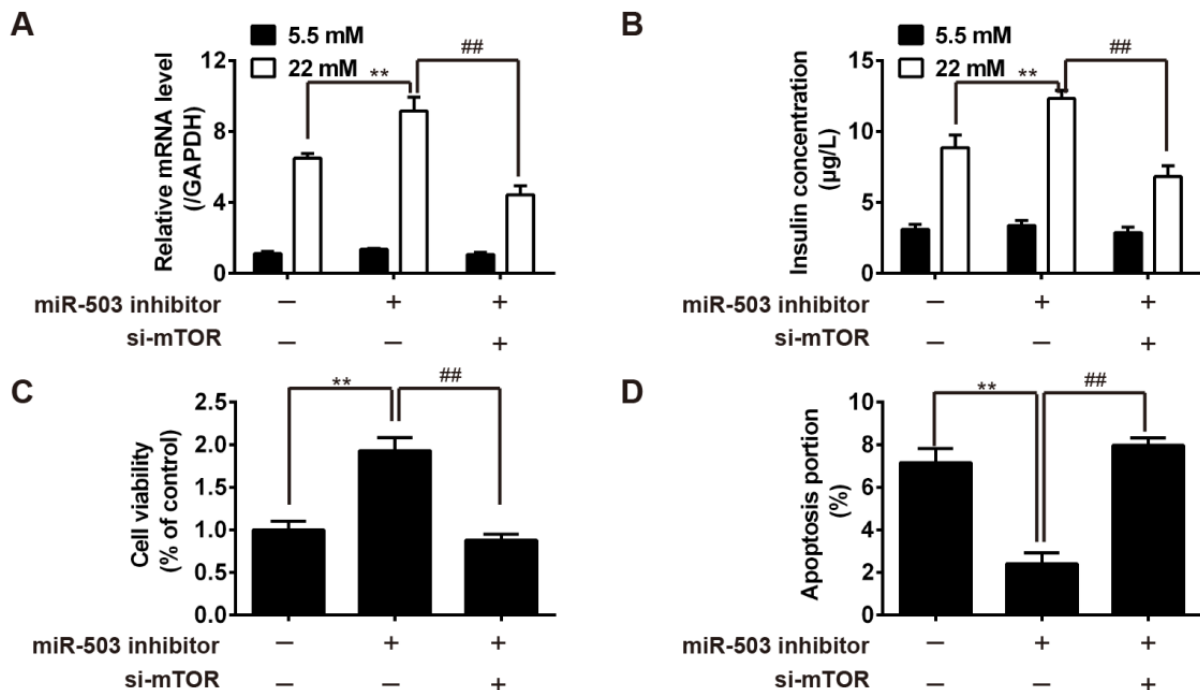 A
5.5 mM
22 mM
Relative mRNA level
(/GAPDH)
12
8
4
0
**
##
miR-503 inhibitor − + +
si-mTOR − − +
B
5.5 mM
22 mM
Insulin concentration
(μg/L)
15
10
5
0
**
##
miR-503 inhibitor − + +
si-mTOR − − +
C
Cell viability
(% of control)
2.5
2.0
1.5
1.0
0.5
0.0
**
##
miR-503 inhibitor − + +
si-mTOR − − +
D
Apoptosis portion
(%)
10
8
6
4
2
0
**
##
miR-503 inhibitor − + +
si-mTOR − − +